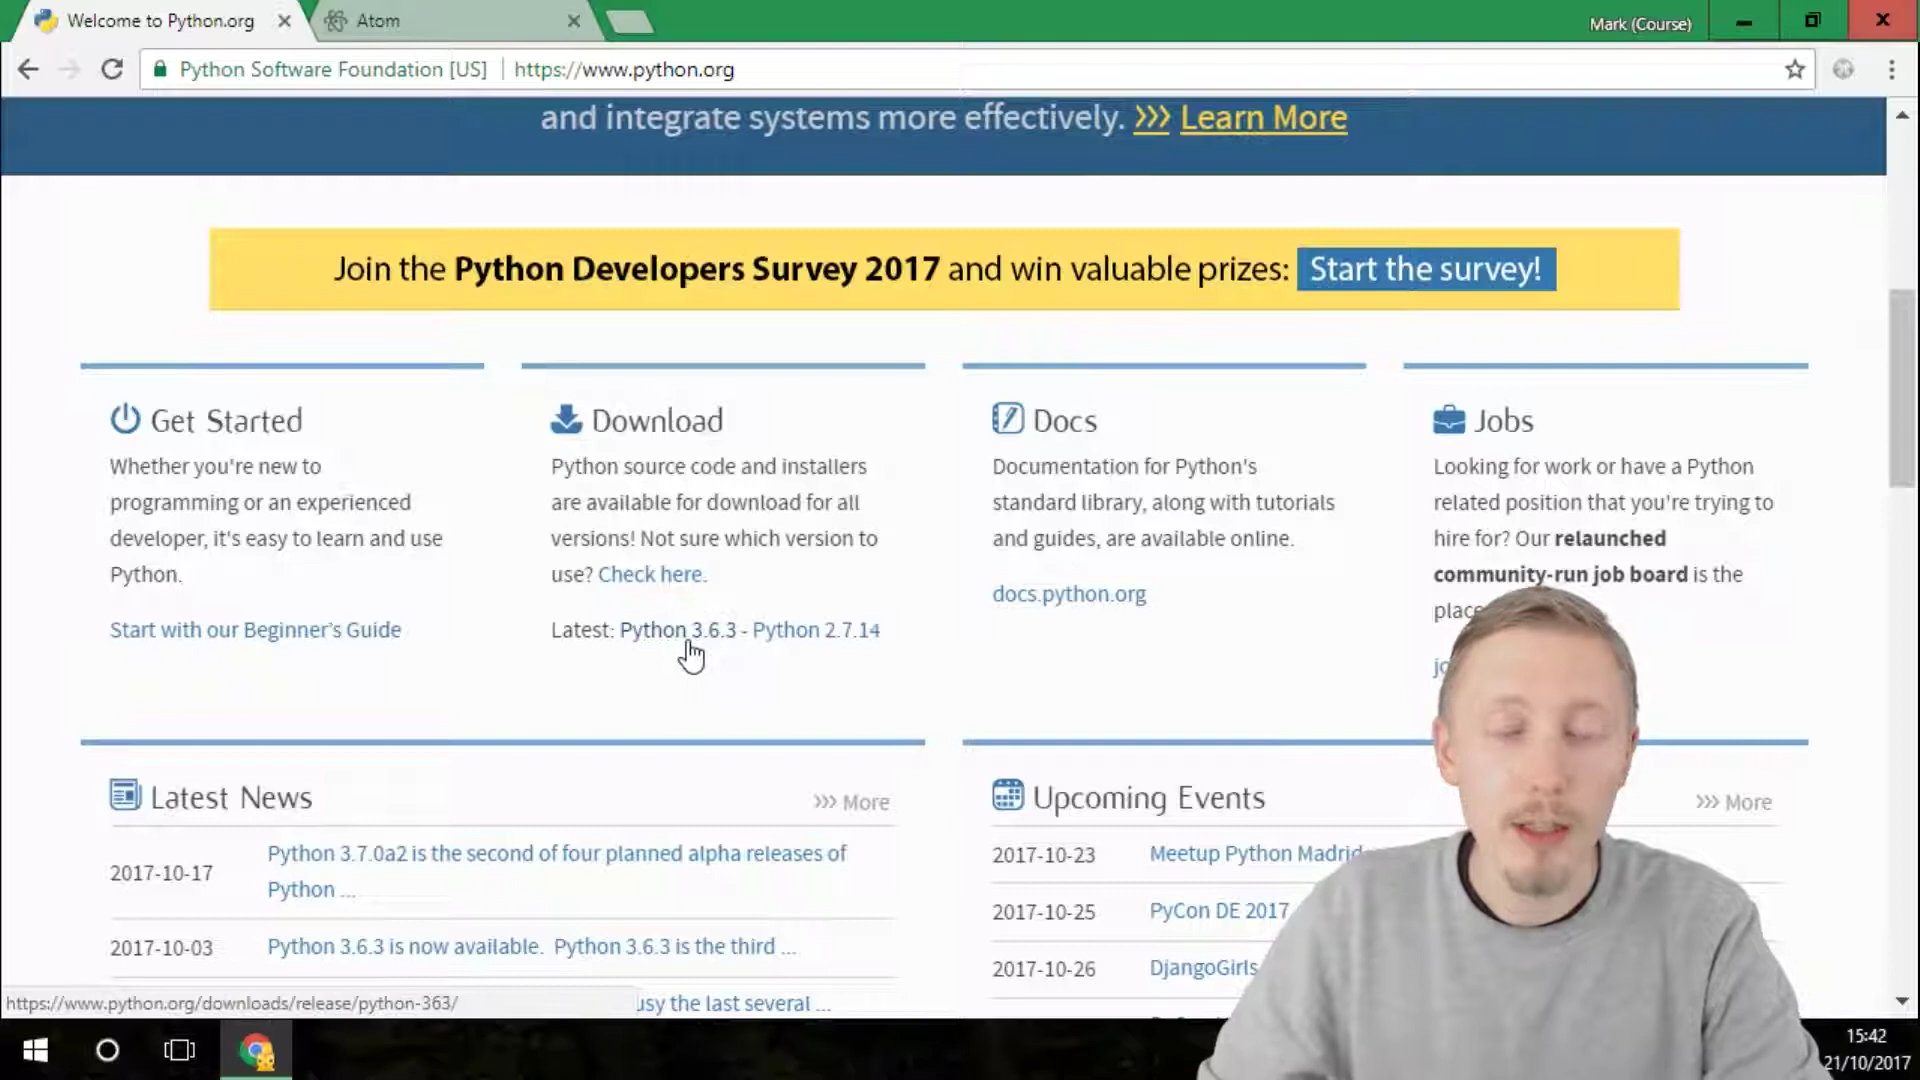 Welcome to Python.org
Atom
Mark (Course)
Python Software Foundation [US]
https://www.python.org
and integrate systems more effectively. >>> Learn More
Join the Python Developers Survey 2017 and win valuable prizes: Start the survey!
Get Started
Whether you're new to
programming or an experienced
developer, it's easy to learn and use
Python.
Start with our Beginner's Guide
Download
Python source code and installers
are available for download for all
versions! Not sure which version to
use? Check here.
Latest: Python 3.6.3 - Python 2.7.14
Docs
Documentation for Python's
standard library, along with tutorials
and guides, are available online.
docs.python.org
Jobs
Looking for work or have a Python
related position that you're trying to
hire for? Our relaunched
community-run job board is the
place
Latest News
>>> More
2017-10-17 Python 3.7.0a2 is the second of four planned alpha releases of
Python ...
2017-10-03 Python 3.6.3 is now available. Python 3.6.3 is the third ...
the last several ...
Upcoming Events
>>> More
2017-10-23 Meetup Python Madrid
2017-10-25 PyCon DE 2017
2017-10-26 DjangoGirls
https://www.python.org/downloads/release/python-363/
15:42
21/10/2017